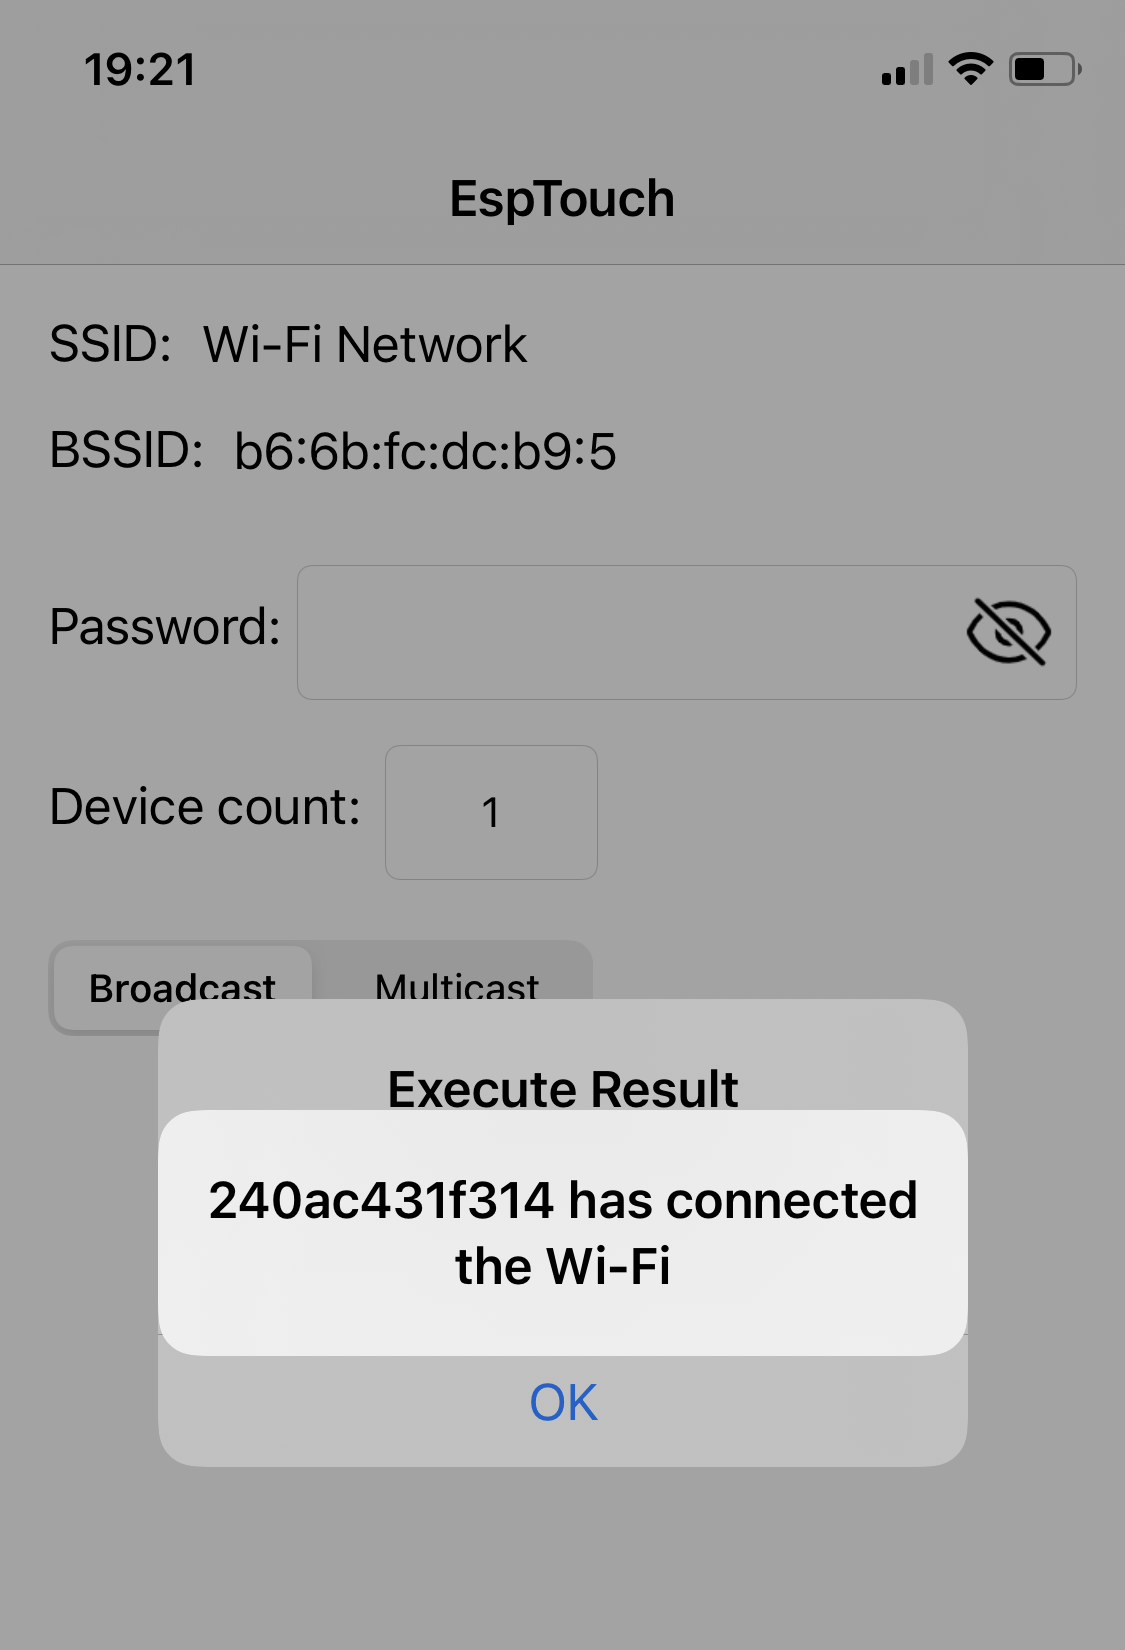 19:21
EspTouch
SSID: Wi-Fi Network
BSSID: b6:6b:fc:dc:b9:5
Password:
Device count: 1
Broadcast Multicast
Execute Result
240ac431f314 has connected
the Wi-Fi
OK